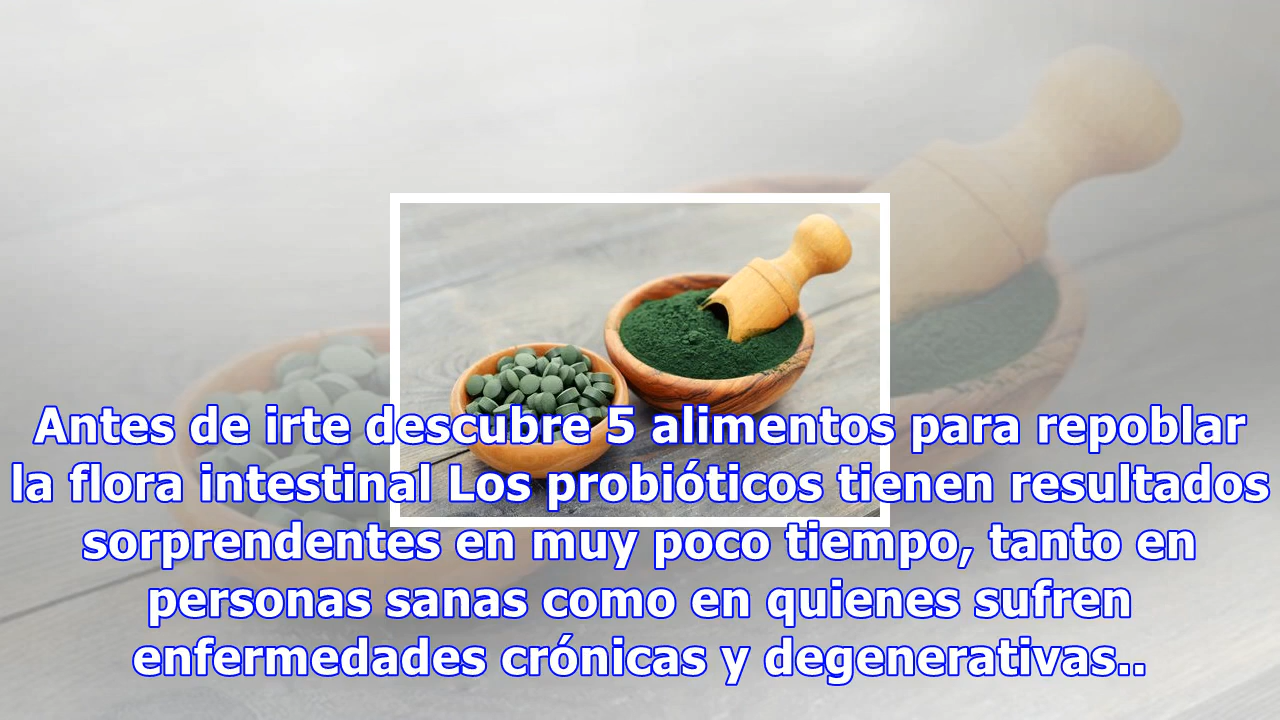 Antes de irte descubre 5 alimentos para repoblar
la flora intestinal Los probióticos tienen resultados
sorprendentes en muy poco tiempo, tanto en
personas sanas como en quienes sufren
enfermedades crónicas y degenerativas..